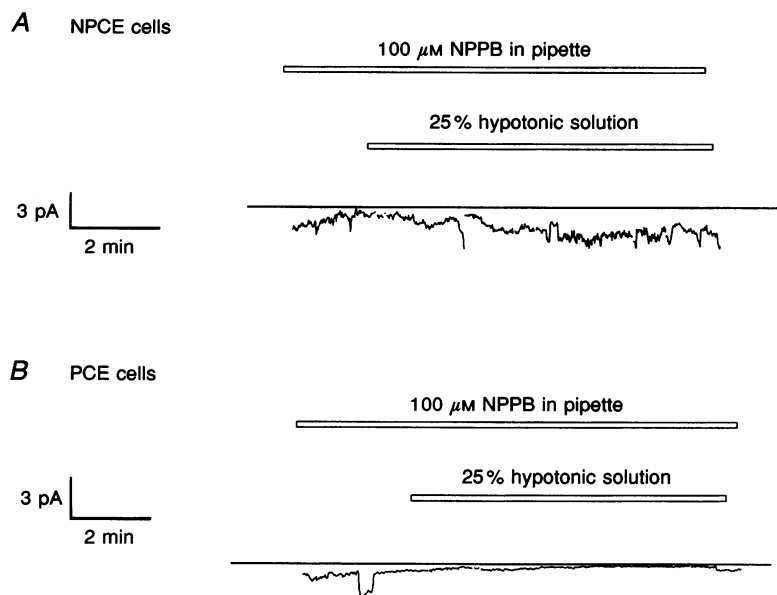 A NPCE cells
100 μM NPPB in pipette
25% hypotonic solution
3 pA
2 min
B PCE cells
100 μM NPPB in pipette
25% hypotonic solution
3 pA
2 min